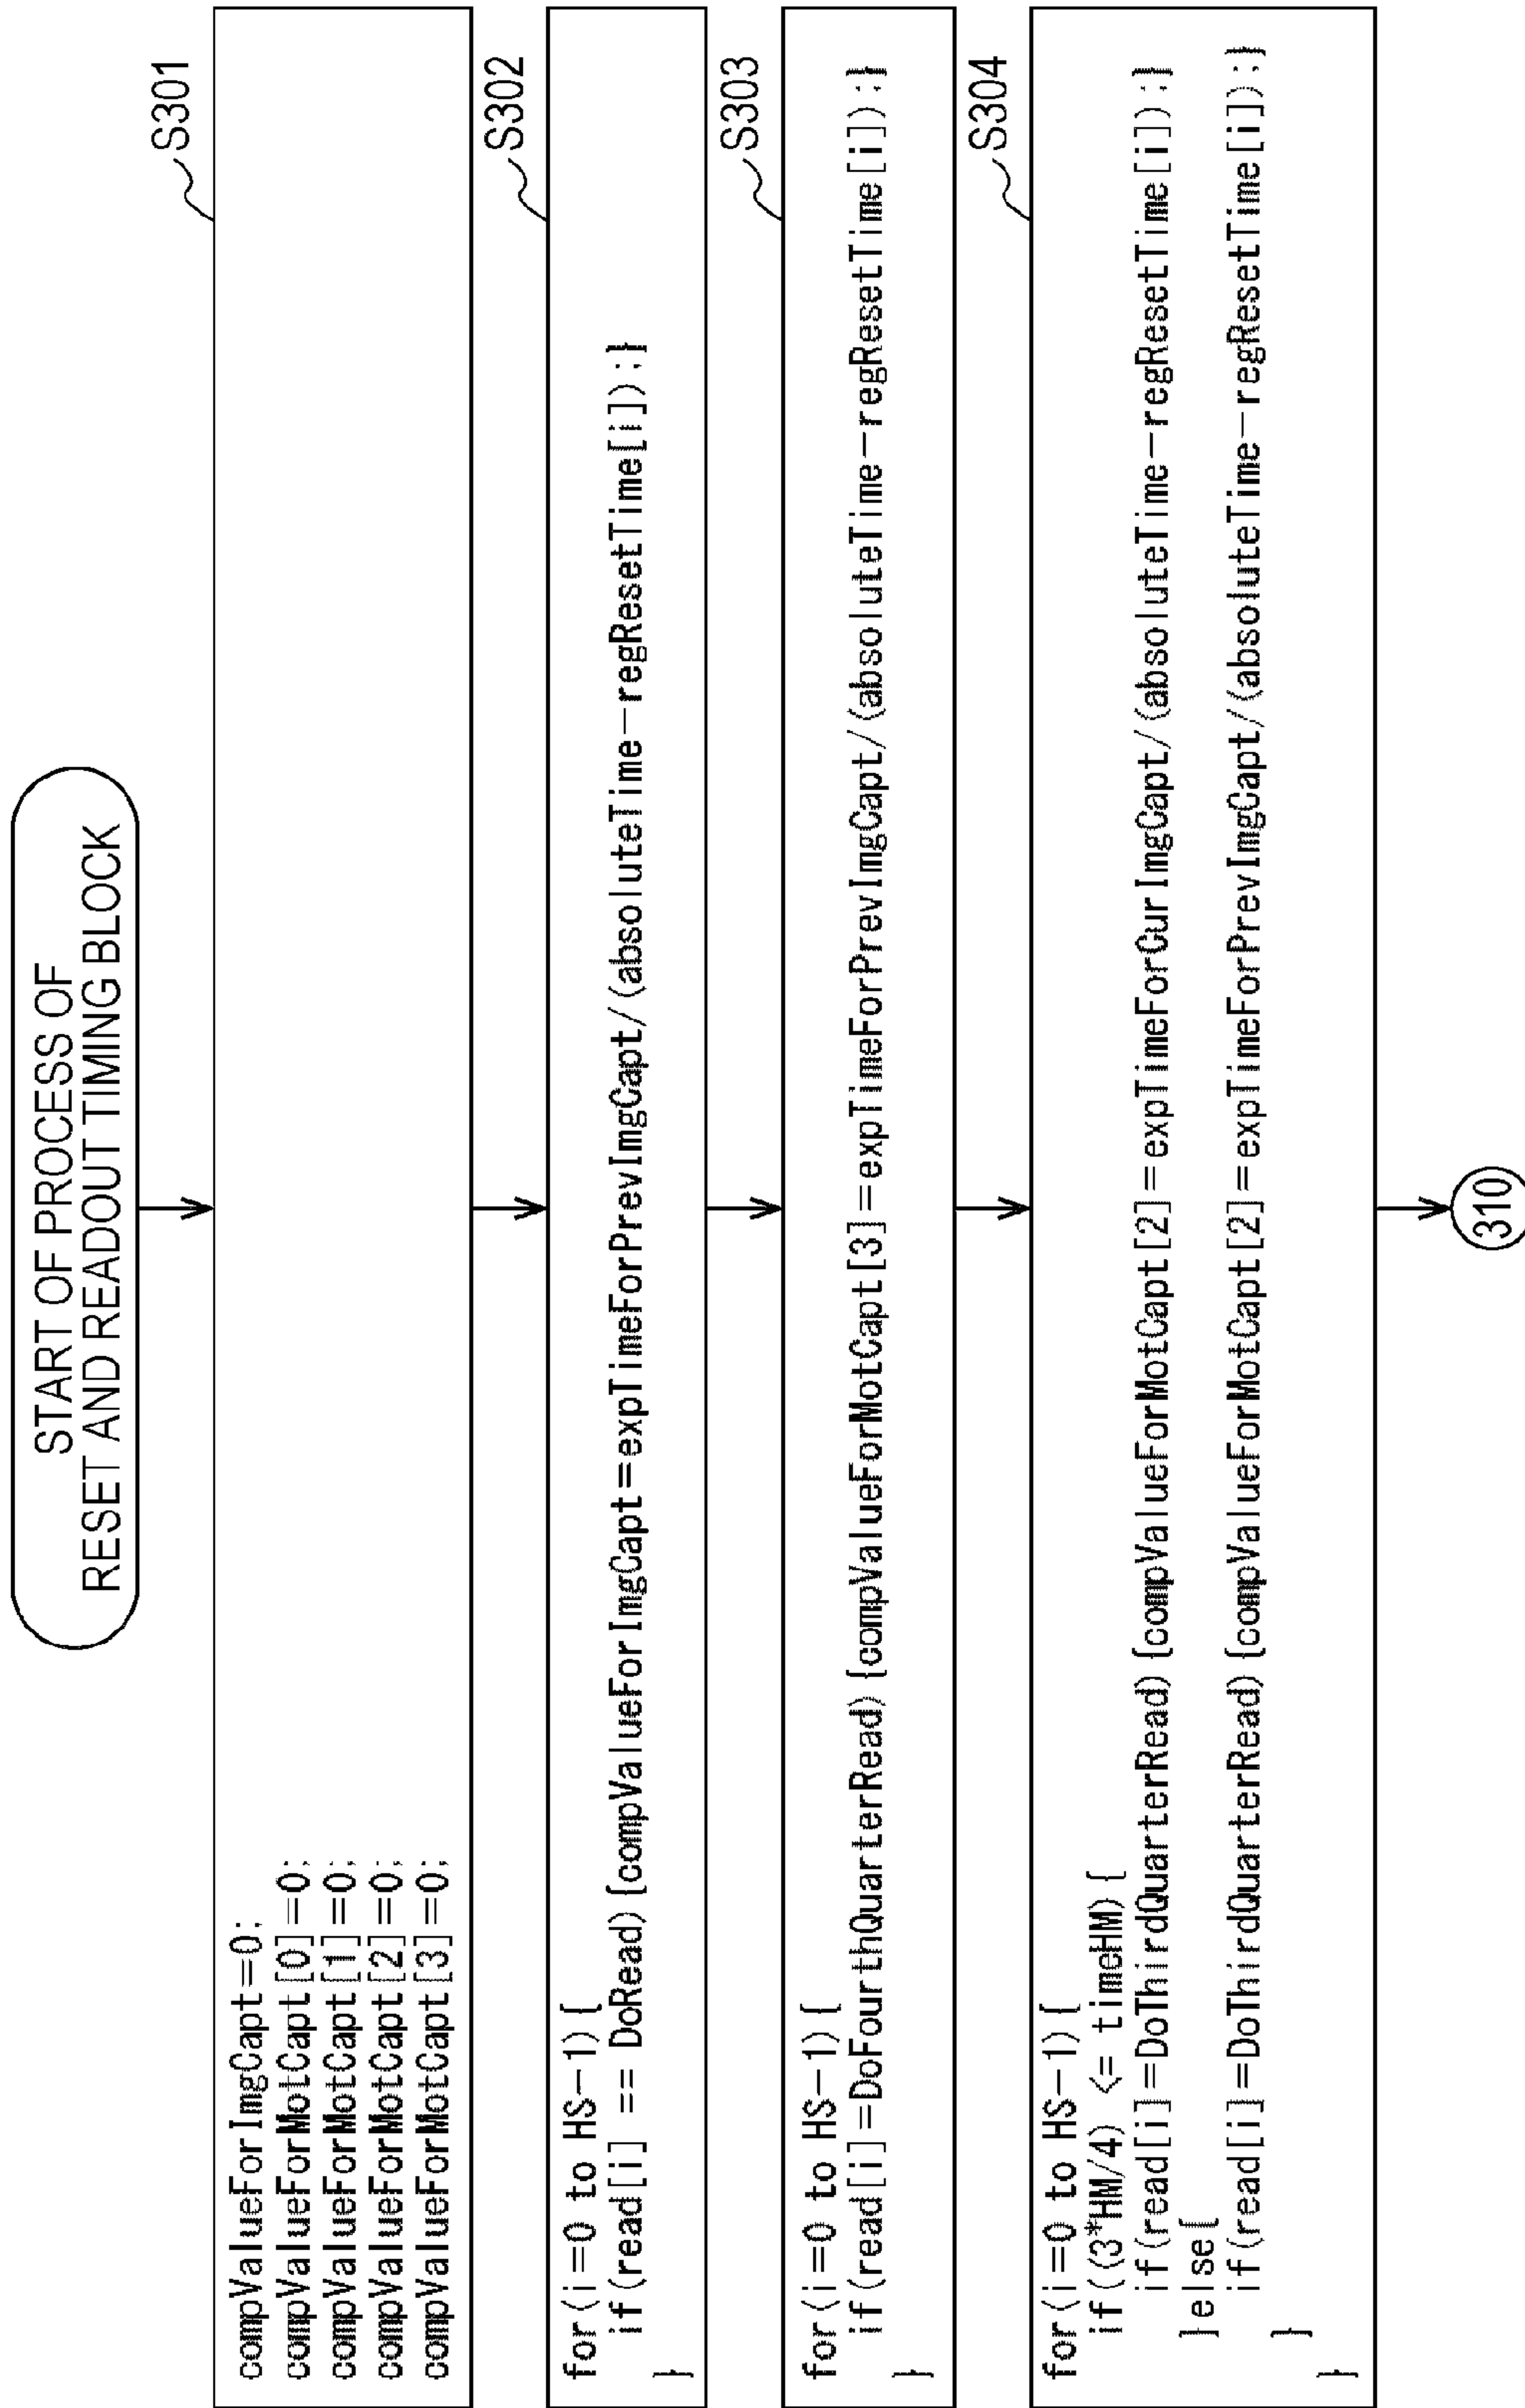 START OF PROCESS OF
RESET AND READOUT TIMING BLOCK
S301
compValueForImgCapt=0;
compValueForMotCapt[0]=0;
compValueForMotCapt[1]=0;
compValueForMotCapt[2]=0;
compValueForMotCapt[3]=0;
S302
for(i=0 to HS-1){
if(read[i] == DoRead){compValueForImgCapt=expTimeForPrevImgCapt/(absoluteTime-regResetTime[i]);}
}
S303
for(i=0 to HS-1){
if(read[i]=DoFourthQuarterRead){compValueForMotCapt[3]=expTimeForPrevImgCapt/(absoluteTime-regResetTime[i]);}
}
S304
for(i=0 to HS-1){
if((3*HM/4) <= timeHM){
if(read[i]=DoThirdQuarterRead){compValueForMotCapt[2]=expTimeForCurImgCapt/(absoluteTime-regResetTime[i]);}
}else{
if(read[i]=DoThirdQuarterRead){compValueForMotCapt[2]=expTimeForPrevImgCapt/(absoluteTime-regResetTime[i]);}
}
}
310